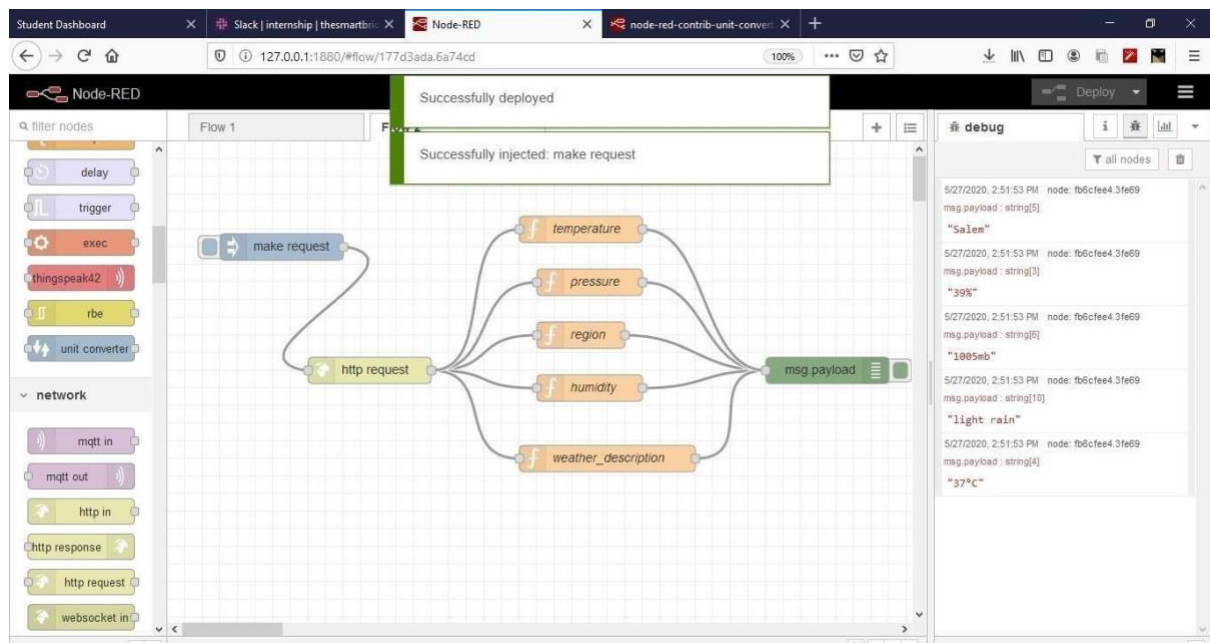 Student Dashboard
Slack | internship | thesmartbri
Node-RED
node-red-contrib-unit-convert
127.0.0.1:1880/#flow/177d3ada.6a74cd
100%
Node-RED
Deploy
Successfully deployed
Successfully injected: make request
filter nodes
Flow 1
debug
i
all nodes
delay
trigger
exec
thingspeak42
rbe
unit converter
network
mqtt in
mqtt out
http in
http response
http request
websocket in
make request
http request
temperature
pressure
region
humidity
weather_description
msg.payload
5/27/2020, 2:51:53 PM node: fb6cfee4.3fe69
msg.payload : string[5]
"Salem"
5/27/2020, 2:51:53 PM node: fb6cfee4.3fe69
msg.payload : string[3]
"39%"
5/27/2020, 2:51:53 PM node: fb6cfee4.3fe69
msg.payload : string[6]
"1005mb"
5/27/2020, 2:51:53 PM node: fb6cfee4.3fe69
msg.payload : string[10]
"light rain"
5/27/2020, 2:51:53 PM node: fb6cfee4.3fe69
msg.payload : string[4]
"37°C"